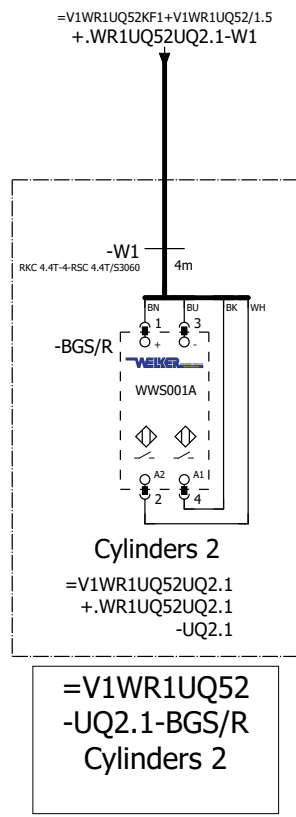 =V1WR1UQ52KF1+V1WR1UQ52/1.5
+.WR1UQ52UQ2.1-W1
-W1
RKC 4.4T-4-RSC 4.4T/S3060
4m
BN BU BK WH
1 3
-BGS/R
+ -
WELKER
WWS001A
A2 A1
2 4
Cylinders 2
=V1WR1UQ52UQ2.1
+.WR1UQ52UQ2.1
-UQ2.1
=V1WR1UQ52
-UQ2.1-BGS/R
Cylinders 2